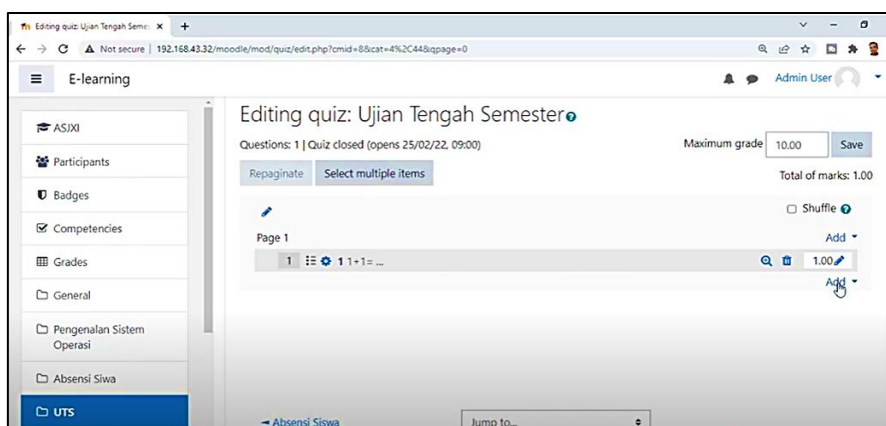 Editing quiz: Ujian Tengah Semes
Not secure | 192.168.43.32/moodle/mod/quiz/edit.php?cmid=8&cat=4%2C44&qpage=0
E-learning
Admin User
ASJXI
Participants
Badges
Competencies
Grades
General
Pengenalan Sistem
Operasi
Absensi Siwa
UTS
Editing quiz: Ujian Tengah Semester
Questions: 1 | Quiz closed (opens 25/02/22, 09:00)
Maximum grade 10.00 Save
Repaginate Select multiple items
Total of marks: 1.00
Shuffle
Page 1
Add
1 1 1+1= ...
1.00
Add
Absensi Siswa
Jump to...